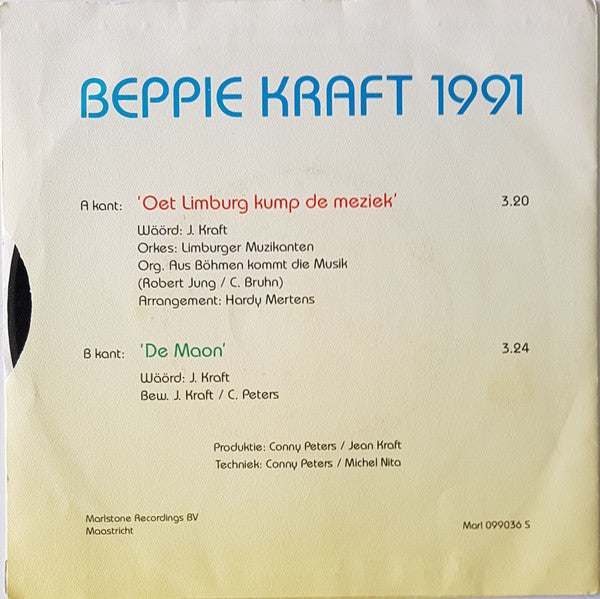 BEPPIE KRAFT 1991
A kant: 'Oet Limburg kump de meziek' 3.20
Wäörd: J. Kraft
Orkes: Limburger Muzikanten
Org. Aus Böhmen kommt die Musik
(Robert Jung / C. Bruhn)
Arrangement: Hardy Mertens
B kant: 'De Maon' 3.24
Wäörd: J. Kraft
Bew. J. Kraft / C. Peters
Produktie: Conny Peters / Jean Kraft
Techniek: Conny Peters / Michel Nita
Marlstone Recordings BV
Maastricht
Marl 099036 S